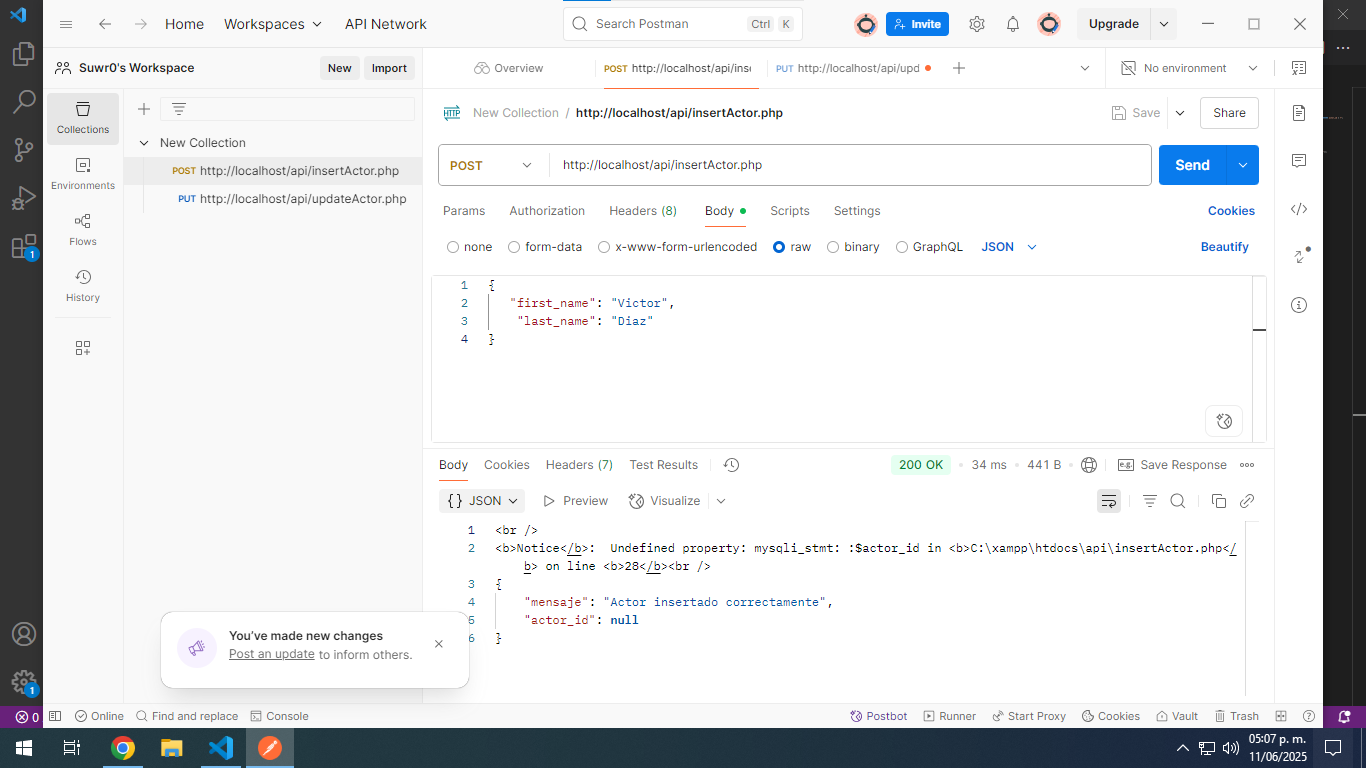 Home
Workspaces
API Network
Search Postman
Ctrl K
Invite
Upgrade
Suwr0's Workspace
New
Import
Overview
POST http://localhost/api/inse
PUT http://localhost/api/upd
No environment
Collections
Environments
Flows
History
New Collection
POST http://localhost/api/insertActor.php
PUT http://localhost/api/updateActor.php
HTTP
New Collection / http://localhost/api/insertActor.php
Save
Share
POST
http://localhost/api/insertActor.php
Send
Params
Authorization
Headers (8)
Body
Scripts
Settings
Cookies
none
form-data
x-www-form-urlencoded
raw
binary
GraphQL
JSON
Beautify
1 {
2 "first_name": "Victor",
3 "last_name": "Diaz"
4 }
Body
Cookies
Headers (7)
Test Results
200 OK
34 ms
441 B
e.g.
Save Response
{} JSON
Preview
Visualize
1 <br />
2 <b>Notice</b>:  Undefined property: mysqli_stmt: :$actor_id in <b>C:\xampp\htdocs\api\insertActor.php</
b> on line <b>28</b><br />
3 {
4 "mensaje": "Actor insertado correctamente",
5 "actor_id": null
6 }
You've made new changes
Post an update to inform others.
1
1
0
Online
Find and replace
Console
Postbot
Runner
Start Proxy
Cookies
Vault
Trash
05:07 p. m.
11/06/2025